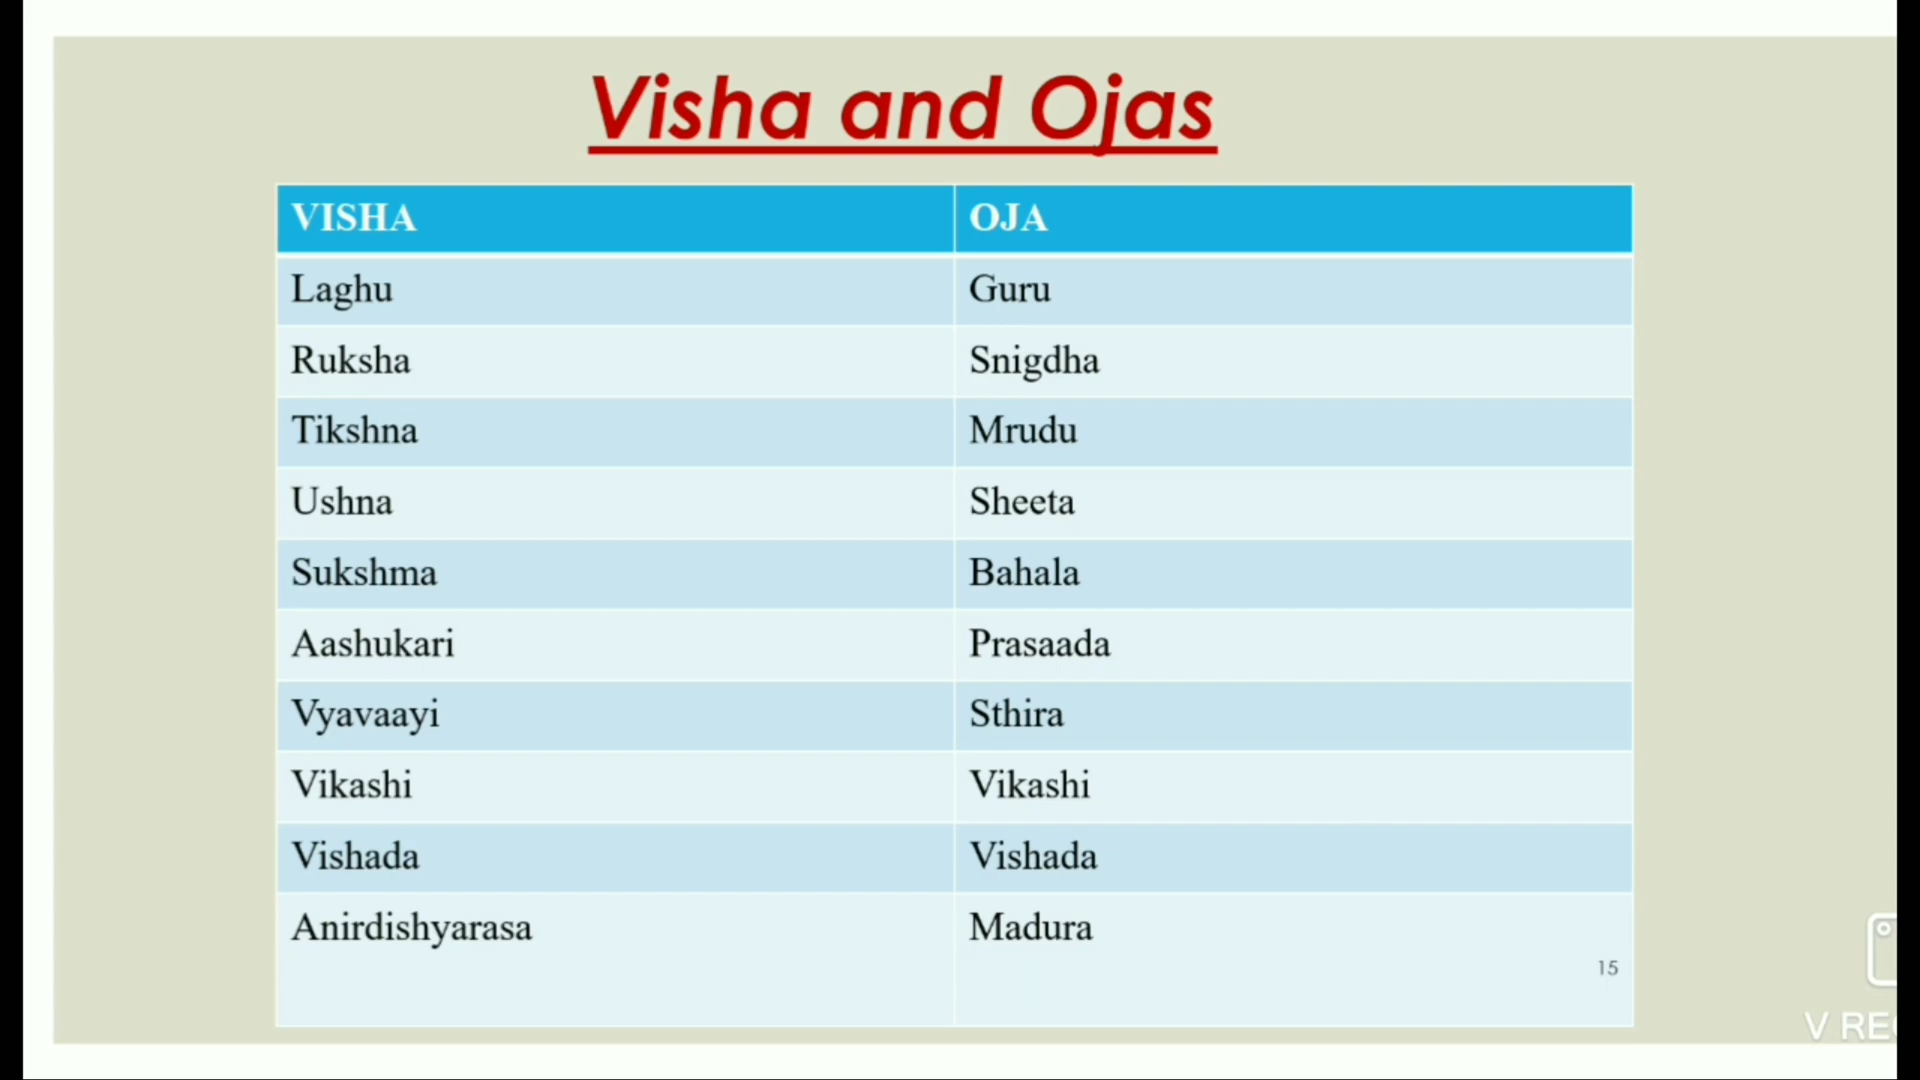 Visha and Ojas
VISHA OJA
Laghu Guru
Ruksha Snigdha
Tikshna Mrudu
Ushna Sheeta
Sukshma Bahala
Aashukari Prasaada
Vyavaayi Sthira
Vikashi Vikashi
Vishada Vishada
Anirdishyarasa Madura
15
V